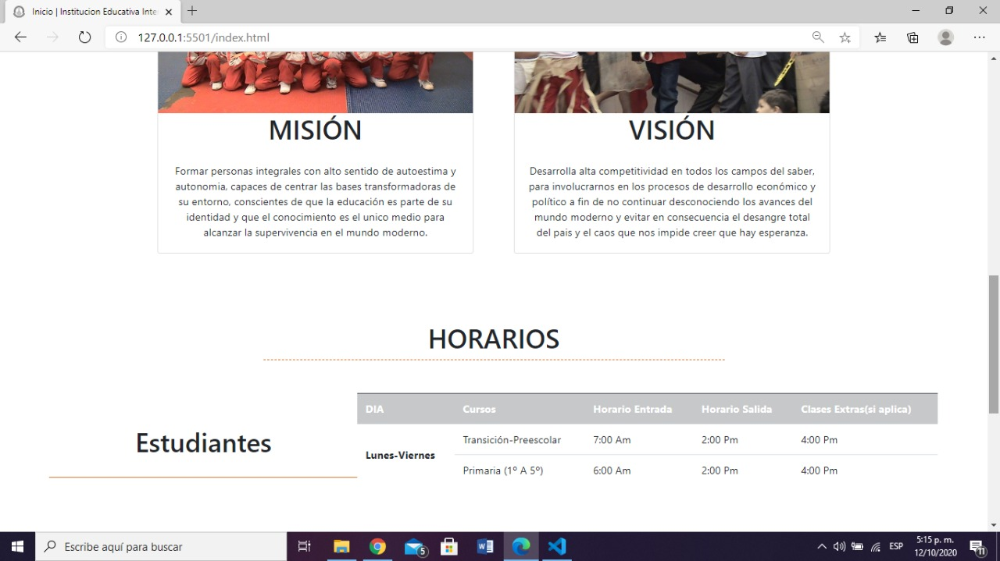 Inicio | Institucion Educativa Inte
127.0.0.1:5501/index.html
MISIÓN
Formar personas integrales con alto sentido de autoestima y
autonomia, capaces de centrar las bases transformadoras de
su entorno, conscientes de que la educación es parte de su
identidad y que el conocimiento es el unico medio para
alcanzar la supervivencia en el mundo moderno.
VISIÓN
Desarrolla alta competitividad en todos los campos del saber,
para involucrarnos en los procesos de desarrollo económico y
político a fin de no continuar desconociendo los avances del
mundo moderno y evitar en consecuencia el desangre total
del pais y el caos que nos impide creer que hay esperanza.
HORARIOS
Estudiantes
DIA Cursos Horario Entrada Horario Salida Clases Extras(si aplica)
Lunes-Viernes
Transición-Preescolar 7:00 Am 2:00 Pm 4:00 Pm
Primaria (1º A 5º) 6:00 Am 2:00 Pm 4:00 Pm
Escribe aquí para buscar
5
ESP
5:15 p. m.
12/10/2020
11